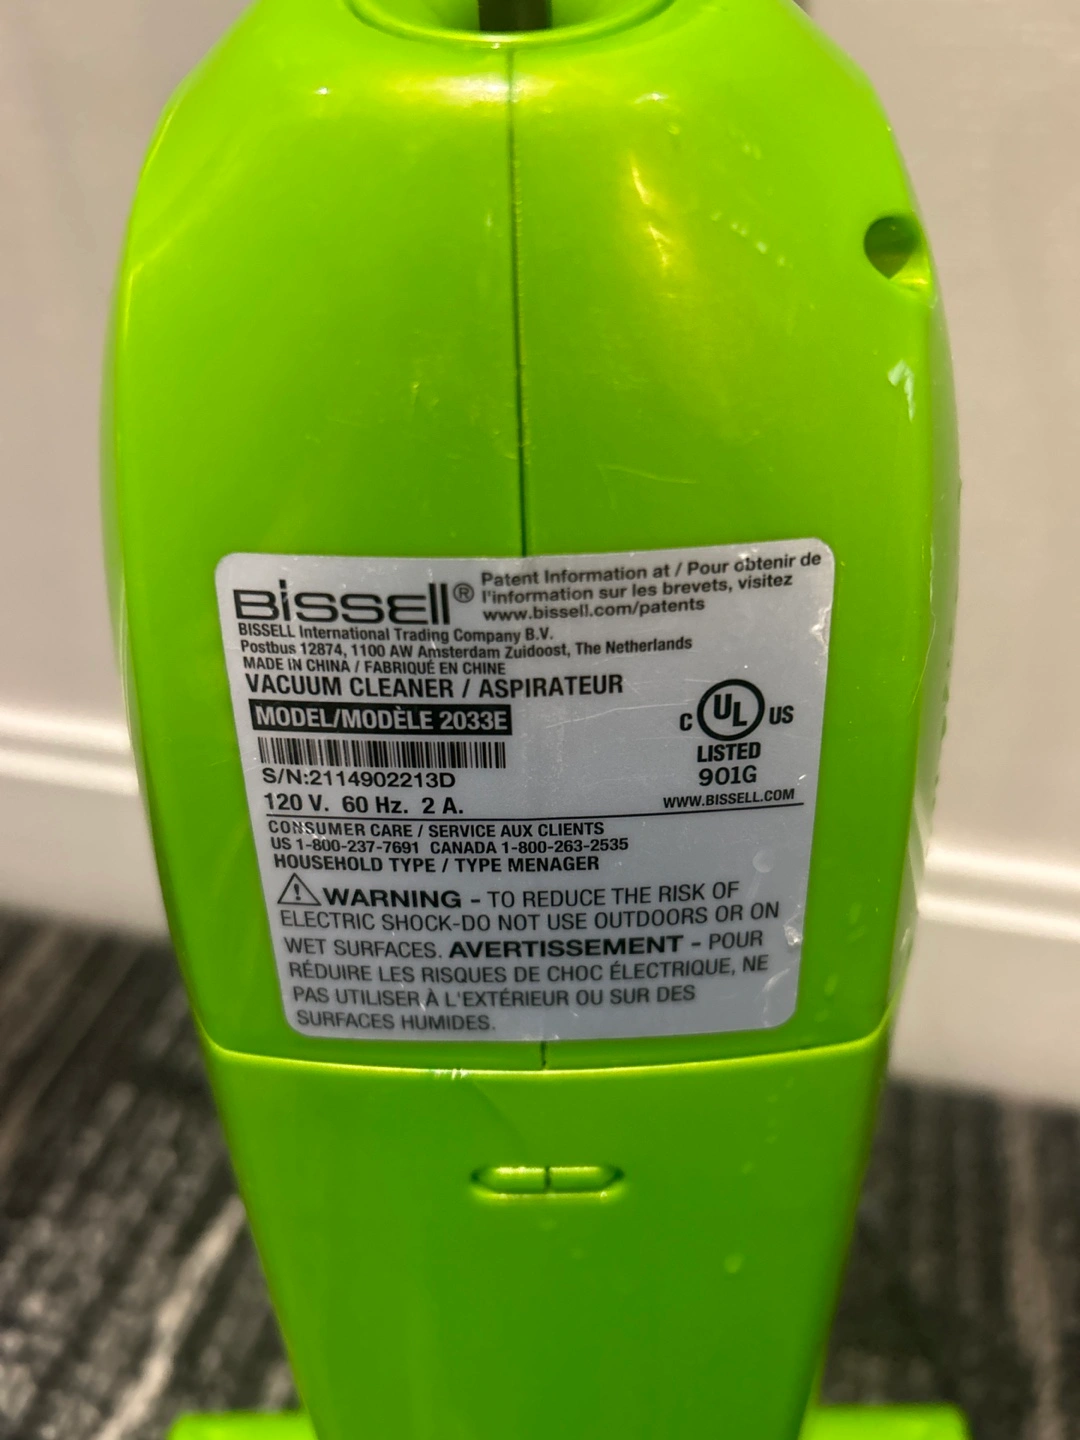 BISSELL®
Patent Information at / Pour obtenir de
l'information sur les brevets, visitez
www.bissell.com/patents
BISSELL International Trading Company B.V.
Postbus 12874, 1100 AW Amsterdam Zuidoost, The Netherlands
MADE IN CHINA / FABRIQUÉ EN CHINE
VACUUM CLEANER / ASPIRATEUR
MODEL/MODÈLE 2033E
S/N:2114902213D
120 V. 60 Hz. 2 A.
C UL US
LISTED
901G
WWW.BISSELL.COM
CONSUMER CARE / SERVICE AUX CLIENTS
US 1-800-237-7691 CANADA 1-800-263-2535
HOUSEHOLD TYPE / TYPE MENAGER
WARNING - TO REDUCE THE RISK OF
ELECTRIC SHOCK-DO NOT USE OUTDOORS OR ON
WET SURFACES. AVERTISSEMENT - POUR
RÉDUIRE LES RISQUES DE CHOC ÉLECTRIQUE, NE
PAS UTILISER À L'EXTÉRIEUR OU SUR DES
SURFACES HUMIDES.